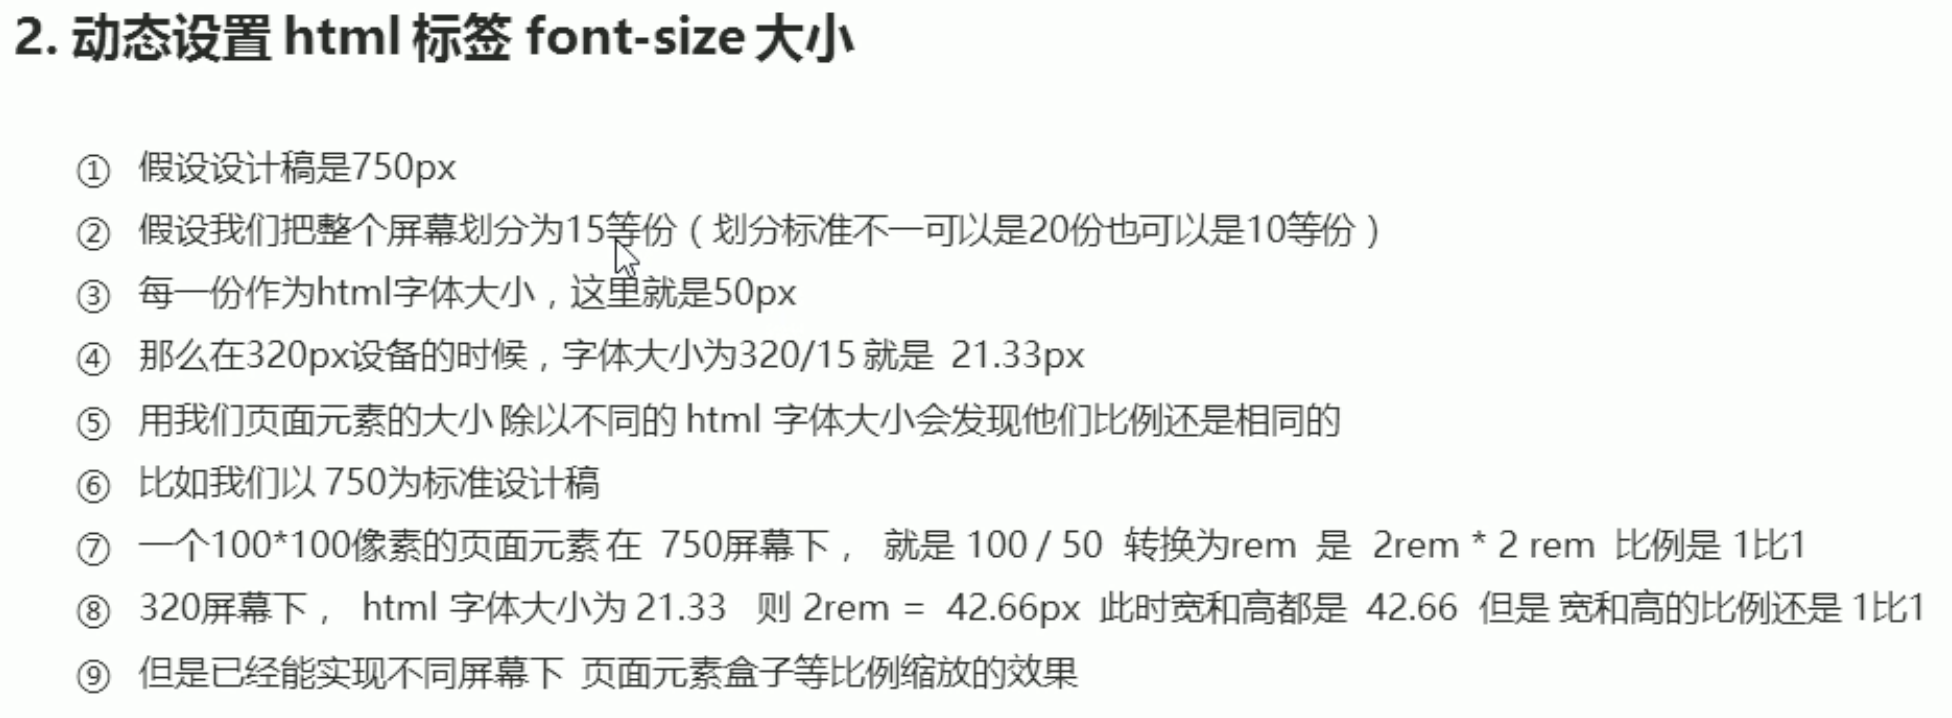 2. 动态设置 html 标签 font-size 大小
① 假设设计稿是750px
② 假设我们把整个屏幕划分为15等份（划分标准不一可以是20份也可以是10等份）
③ 每一份作为html字体大小，这里就是50px
④ 那么在320px设备的时候，字体大小为320/15 就是 21.33px
⑤ 用我们页面元素的大小 除以不同的 html 字体大小会发现他们比例还是相同的
⑥ 比如我们以 750为标准设计稿
⑦ 一个100*100像素的页面元素 在 750屏幕下， 就是 100 / 50 转换为rem 是 2rem * 2 rem 比例是 1比1
⑧ 320屏幕下， html 字体大小为 21.33 则 2rem = 42.66px 此时宽和高都是 42.66 但是 宽和高的比例还是 1比1
⑨ 但是已经能实现不同屏幕下 页面元素盒子等比例缩放的效果